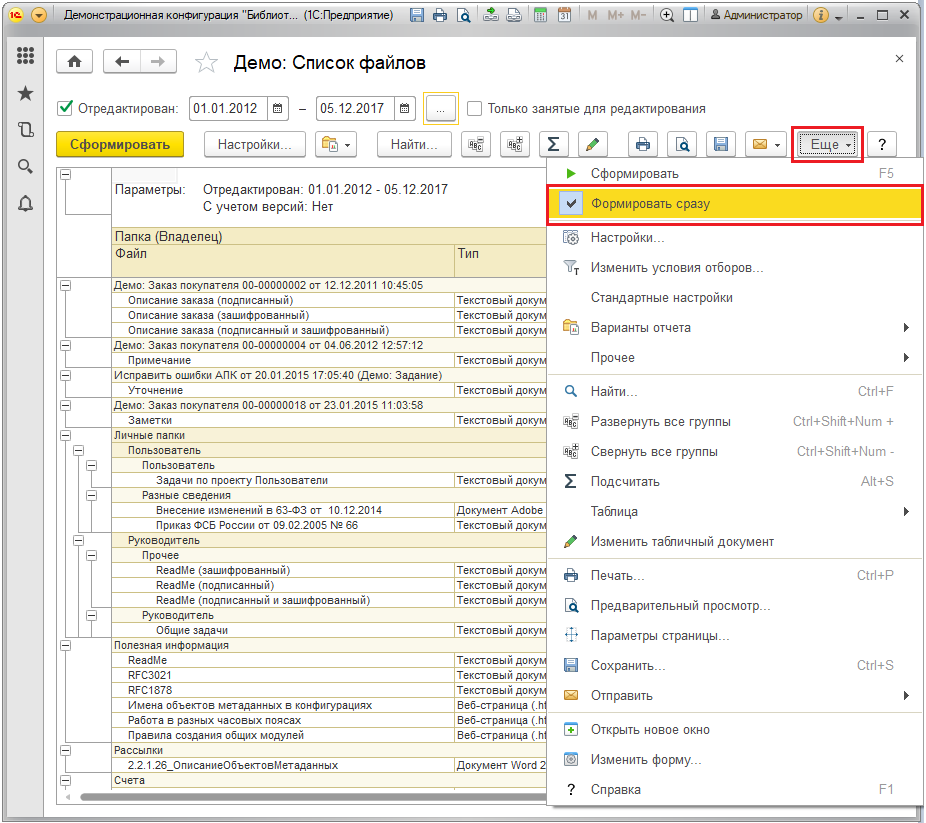 Демонстрационная конфигурация "Библиот... (1С:Предприятие)
M M+ M- Администратор
Демо: Список файлов
Отредактирован: 01.01.2012 – 05.12.2017 ... Только занятые для редактирования
Сформировать Настройки... Найти... Еще ?
Параметры: Отредактирован: 01.01.2012 - 05.12.2017
С учетом версий: Нет
Папка (Владелец)
Файл Тип
Демо: Заказ покупателя 00-00000002 от 12.12.2011 10:45:05
Описание заказа (подписанный) Текстовый докум
Описание заказа (зашифрованный) Текстовый докум
Описание заказа (подписанный и зашифрованный) Текстовый докум
Демо: Заказ покупателя 00-00000004 от 04.06.2012 12:57:12
Примечание Текстовый докум
Исправить ошибки АПК от 20.01.2015 17:05:40 (Демо: Задание)
Уточнение Текстовый докум
Демо: Заказ покупателя 00-00000018 от 23.01.2015 11:03:58
Заметки Текстовый докум
Личные папки
Пользователь
Пользователь
Задачи по проекту Пользователи Текстовый докум
Разные сведения
Внесение изменений в 63-ФЗ от 10.12.2014 Документ Adobe
Приказ ФСБ России от 09.02.2005 № 66 Текстовый докум
Руководитель
Прочее
ReadMe (зашифрованный) Текстовый докум
ReadMe (подписанный) Текстовый докум
ReadMe (подписанный и зашифрованный) Текстовый докум
Руководитель
Общие задачи Текстовый докум
Полезная информация
ReadMe Текстовый докум
RFC3021 Текстовый докум
RFC1878 Текстовый докум
Имена объектов метаданных в конфигурациях Веб-страница (.ht
Работа в разных часовых поясах Веб-страница (.ht
Правила создания общих модулей Веб-страница (.ht
Рассылки
2.2.1.26_ОписаниеОбъектовМетаданных Документ Word 2
Счета
Сформировать F5
Формировать сразу
Настройки...
Изменить условия отборов...
Стандартные настройки
Варианты отчета
Прочее
Найти... Ctrl+F
Развернуть все группы Ctrl+Shift+Num +
Свернуть все группы Ctrl+Shift+Num -
Подсчитать Alt+S
Таблица
Изменить табличный документ
Печать... Ctrl+P
Предварительный просмотр...
Параметры страницы...
Сохранить... Ctrl+S
Отправить
Открыть новое окно
Изменить форму...
Справка F1